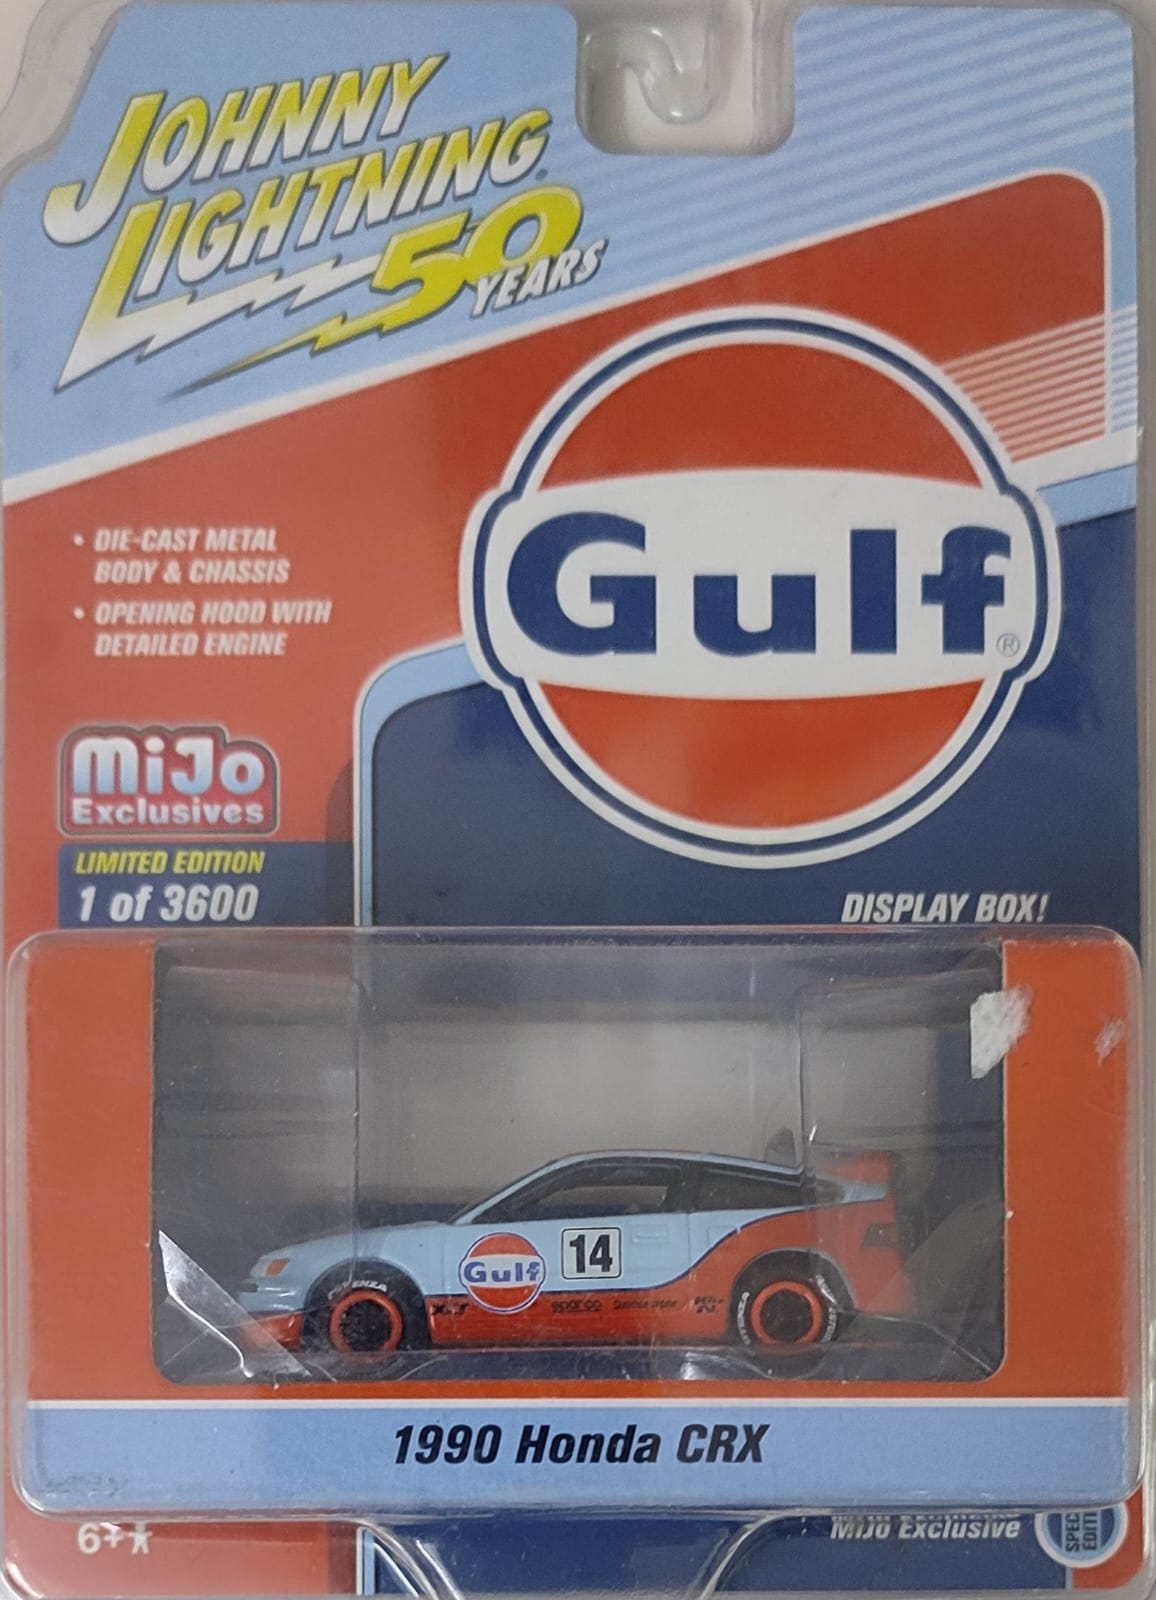 JOHNNY
LIGHTNING
50
YEARS
Gulf®
• DIE-CAST METAL
BODY & CHASSIS
• OPENING HOOD WITH
DETAILED ENGINE
MiJo
Exclusives
LIMITED EDITION
1 of 3600
DISPLAY BOX!
Gulf
14
sparco
1990 Honda CRX
6+
MiJo Exclusive